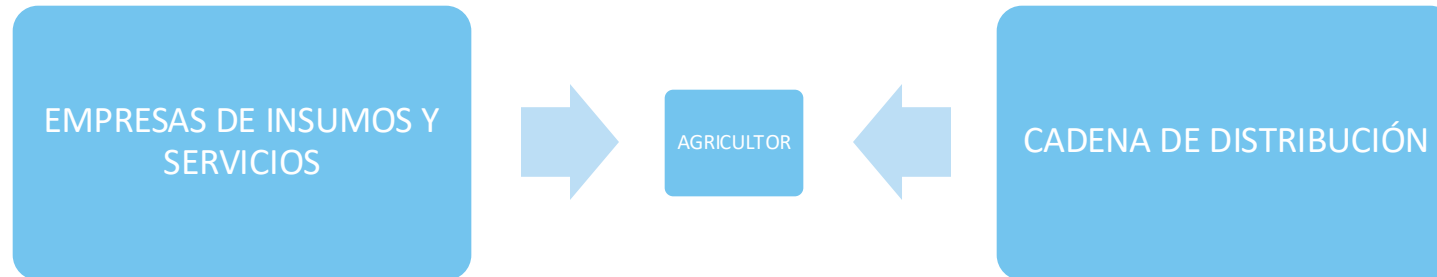 EMPRESAS DE INSUMOS Y
SERVICIOS
AGRICULTOR
CADENA DE DISTRIBUCIÓN